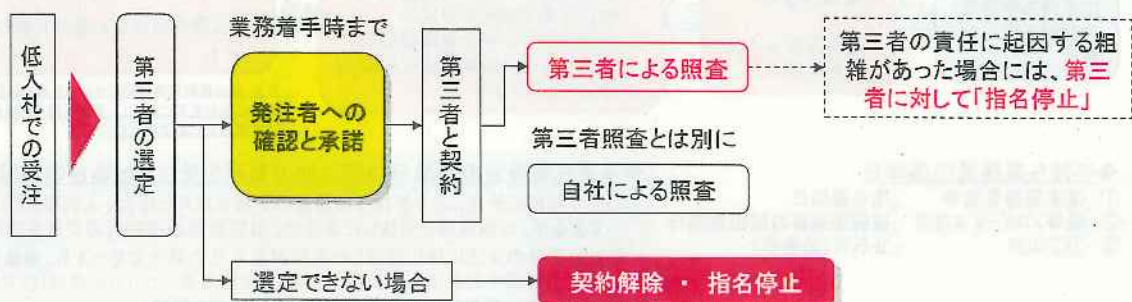 低入札での受注
第三者の選定
業務着手時まで
発注者への
確認と承諾
第三者と契約
第三者による照査
第三者の責任に起因する粗
雑があった場合には、第三
者に対して「指名停止」
第三者照査とは別に
自社による照査
選定できない場合
契約解除 ・ 指名停止